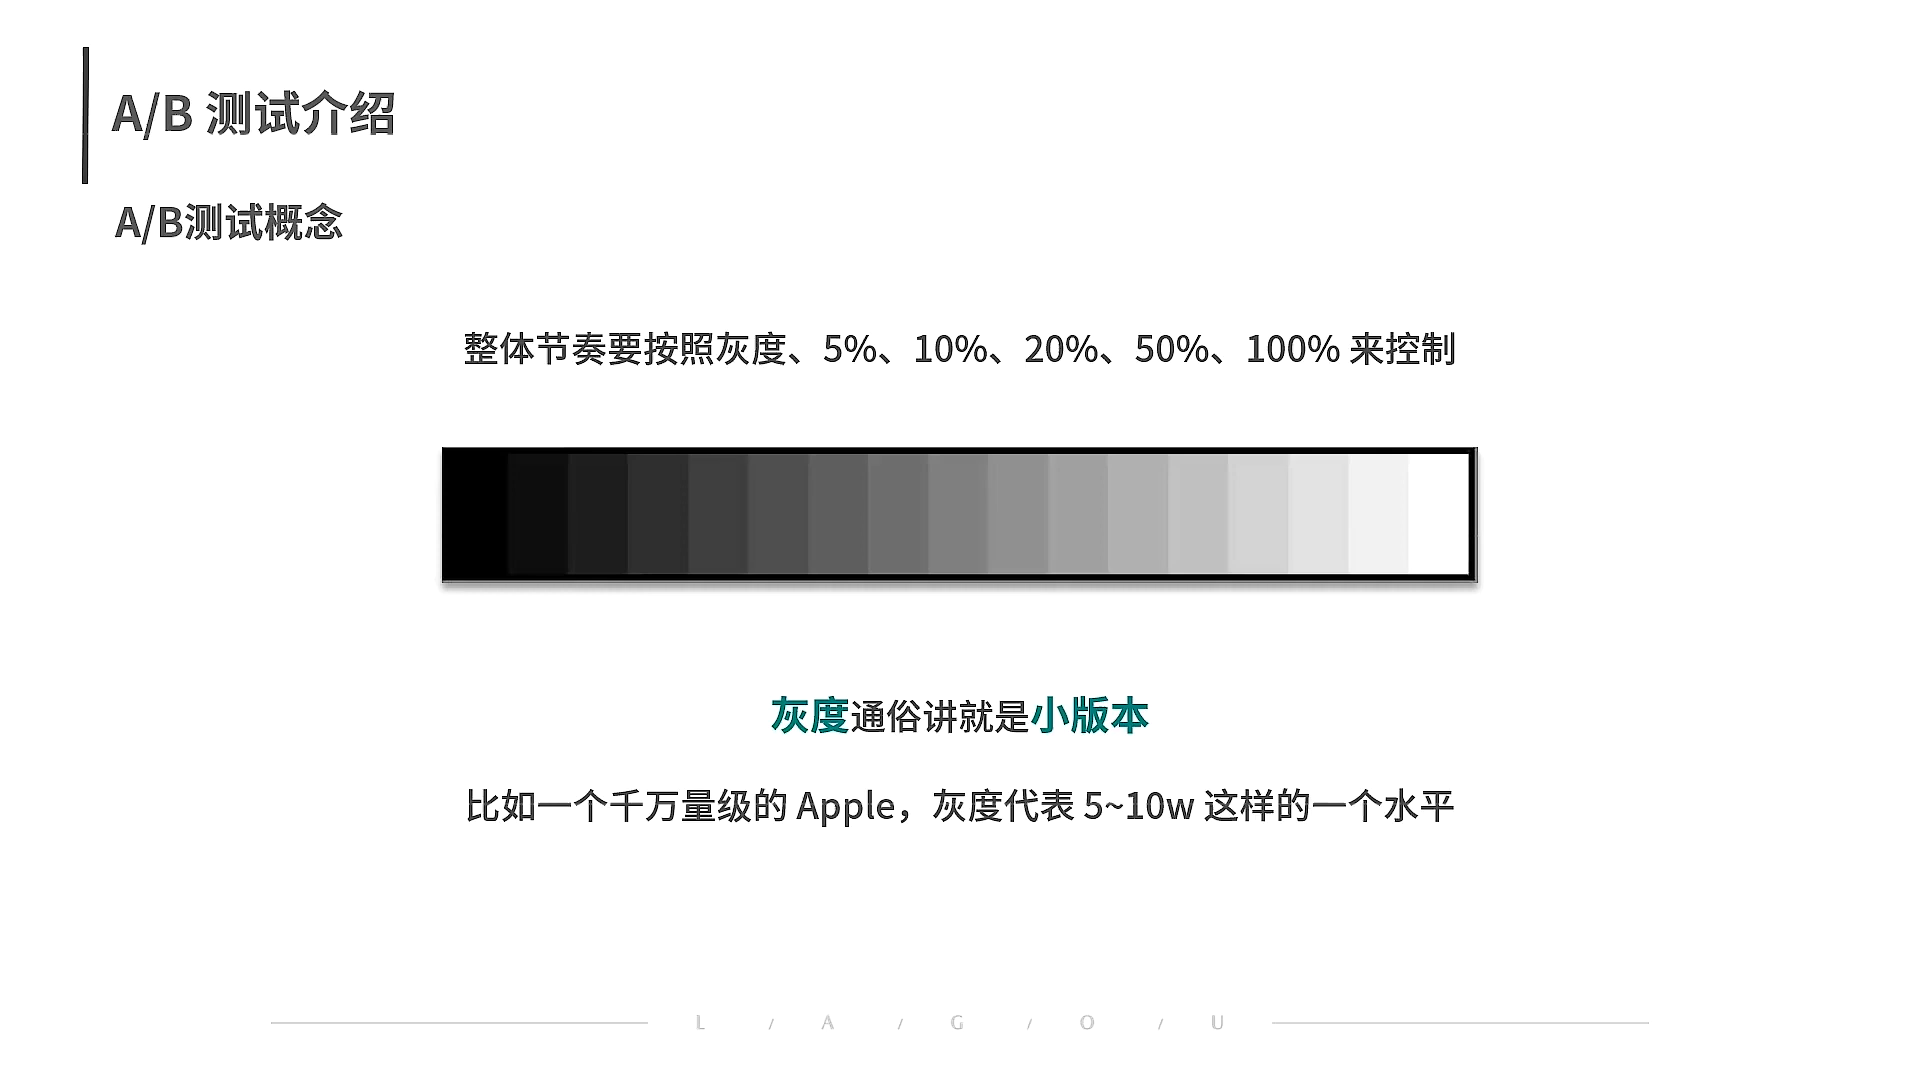 A/B 测试介绍
A/B测试概念
整体节奏要按照灰度、5%、10%、20%、50%、100% 来控制
灰度通俗讲就是小版本
比如一个千万量级的 Apple，灰度代表 5~10w 这样的一个水平
L / A / G / O / U